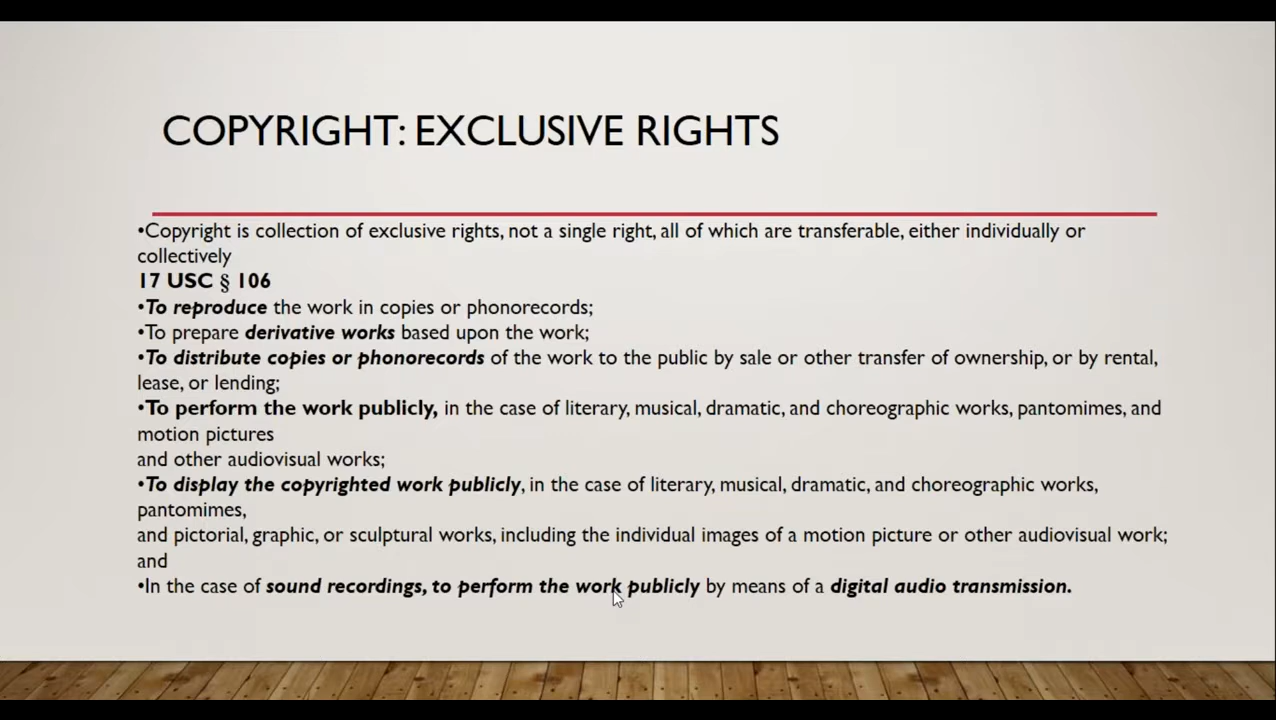 COPYRIGHT: EXCLUSIVE RIGHTS
•Copyright is collection of exclusive rights, not a single right, all of which are transferable, either individually or
collectively
17 USC § 106
•To reproduce the work in copies or phonorecords;
•To prepare derivative works based upon the work;
•To distribute copies or phonorecords of the work to the public by sale or other transfer of ownership, or by rental,
lease, or lending;
•To perform the work publicly, in the case of literary, musical, dramatic, and choreographic works, pantomimes, and
motion pictures
and other audiovisual works;
•To display the copyrighted work publicly, in the case of literary, musical, dramatic, and choreographic works,
pantomimes,
and pictorial, graphic, or sculptural works, including the individual images of a motion picture or other audiovisual work;
and
•In the case of sound recordings, to perform the work publicly by means of a digital audio transmission.